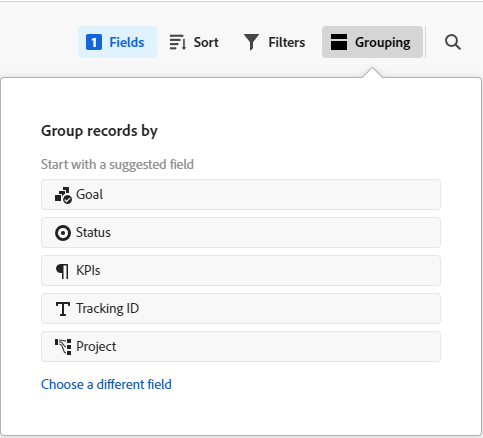 1 Fields Sort Filters Grouping
Group records by
Start with a suggested field
Goal
Status
KPIs
Tracking ID
Project
Choose a different field